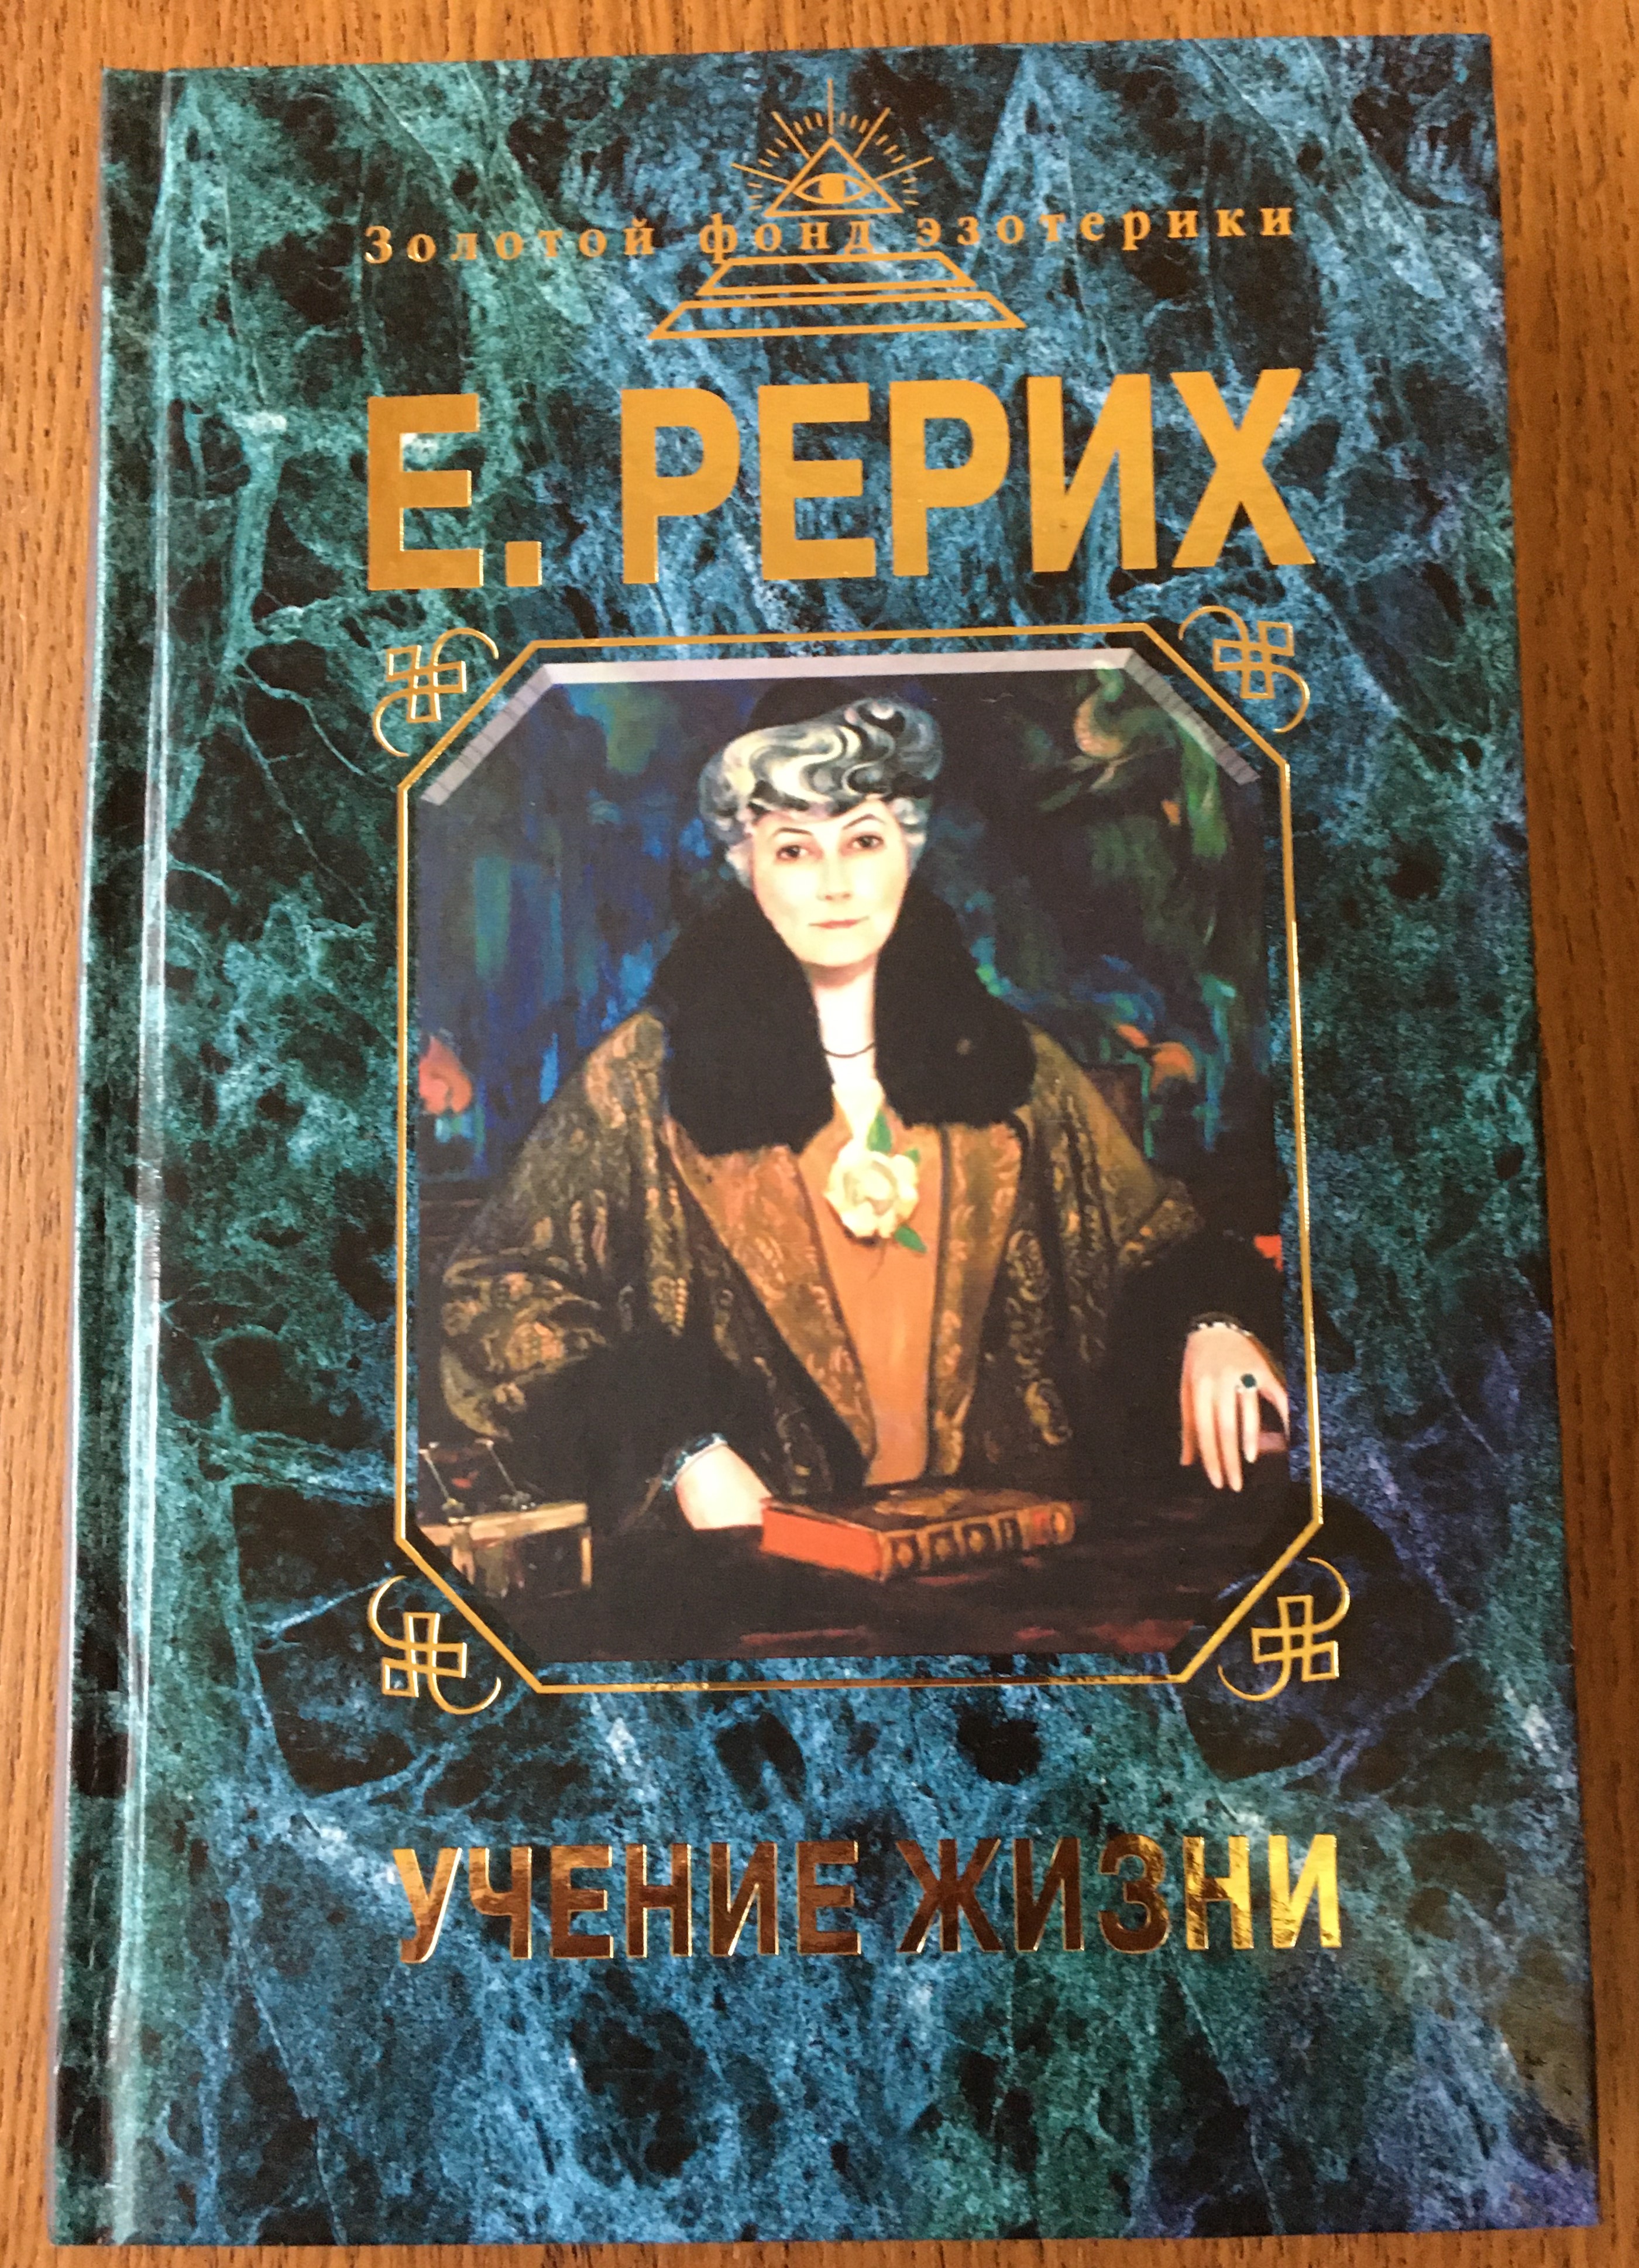 Золотой фонд эзотерики
Е. РЕРИХ
УЧЕНИЕ ЖИЗНИ